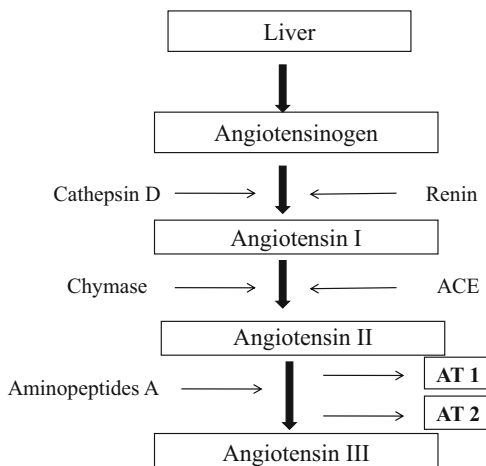 Liver
Angiotensinogen
Cathepsin D
Renin
Angiotensin I
Chymase
ACE
Angiotensin II
AT 1
Aminopeptides A
AT 2
Angiotensin III